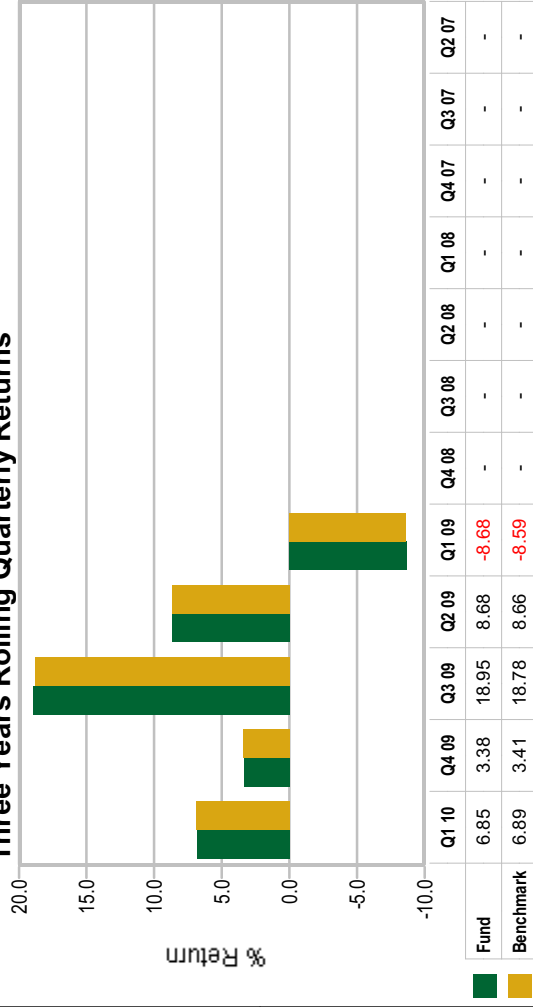 Three Years Rolling Quarterly Returns
% Return
20.0
15.0
10.0
5.0
0.0
-5.0
-10.0
Q1 10 Q4 09 Q3 09 Q2 09 Q1 09 Q4 08 Q3 08 Q2 08 Q1 08 Q4 07 Q3 07 Q2 07
Fund 6.85 3.38 18.95 8.68 -8.68 - - - - - - -
Benchmark 6.89 3.41 18.78 8.66 -8.59 - - - - - - -